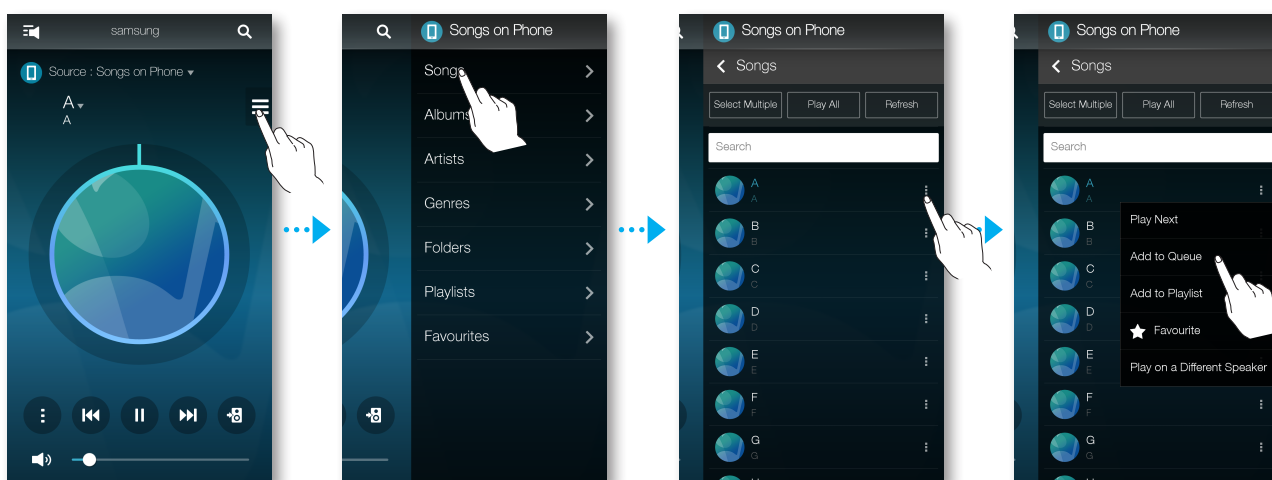 samsung
Source : Songs on Phone
A
A
Songs on Phone
Songs
Albums
Artists
Genres
Folders
Playlists
Favourites
Songs on Phone
Songs
Select Multiple
Play All
Refresh
Search
A
A
B
B
C
C
D
D
E
E
F
F
G
G
Songs on Phone
Songs
Select Multiple
Play All
Refresh
Search
A
A
B
B
C
C
D
D
E
E
F
F
G
G
Play Next
Add to Queue
Add to Playlist
Favourite
Play on a Different Speaker